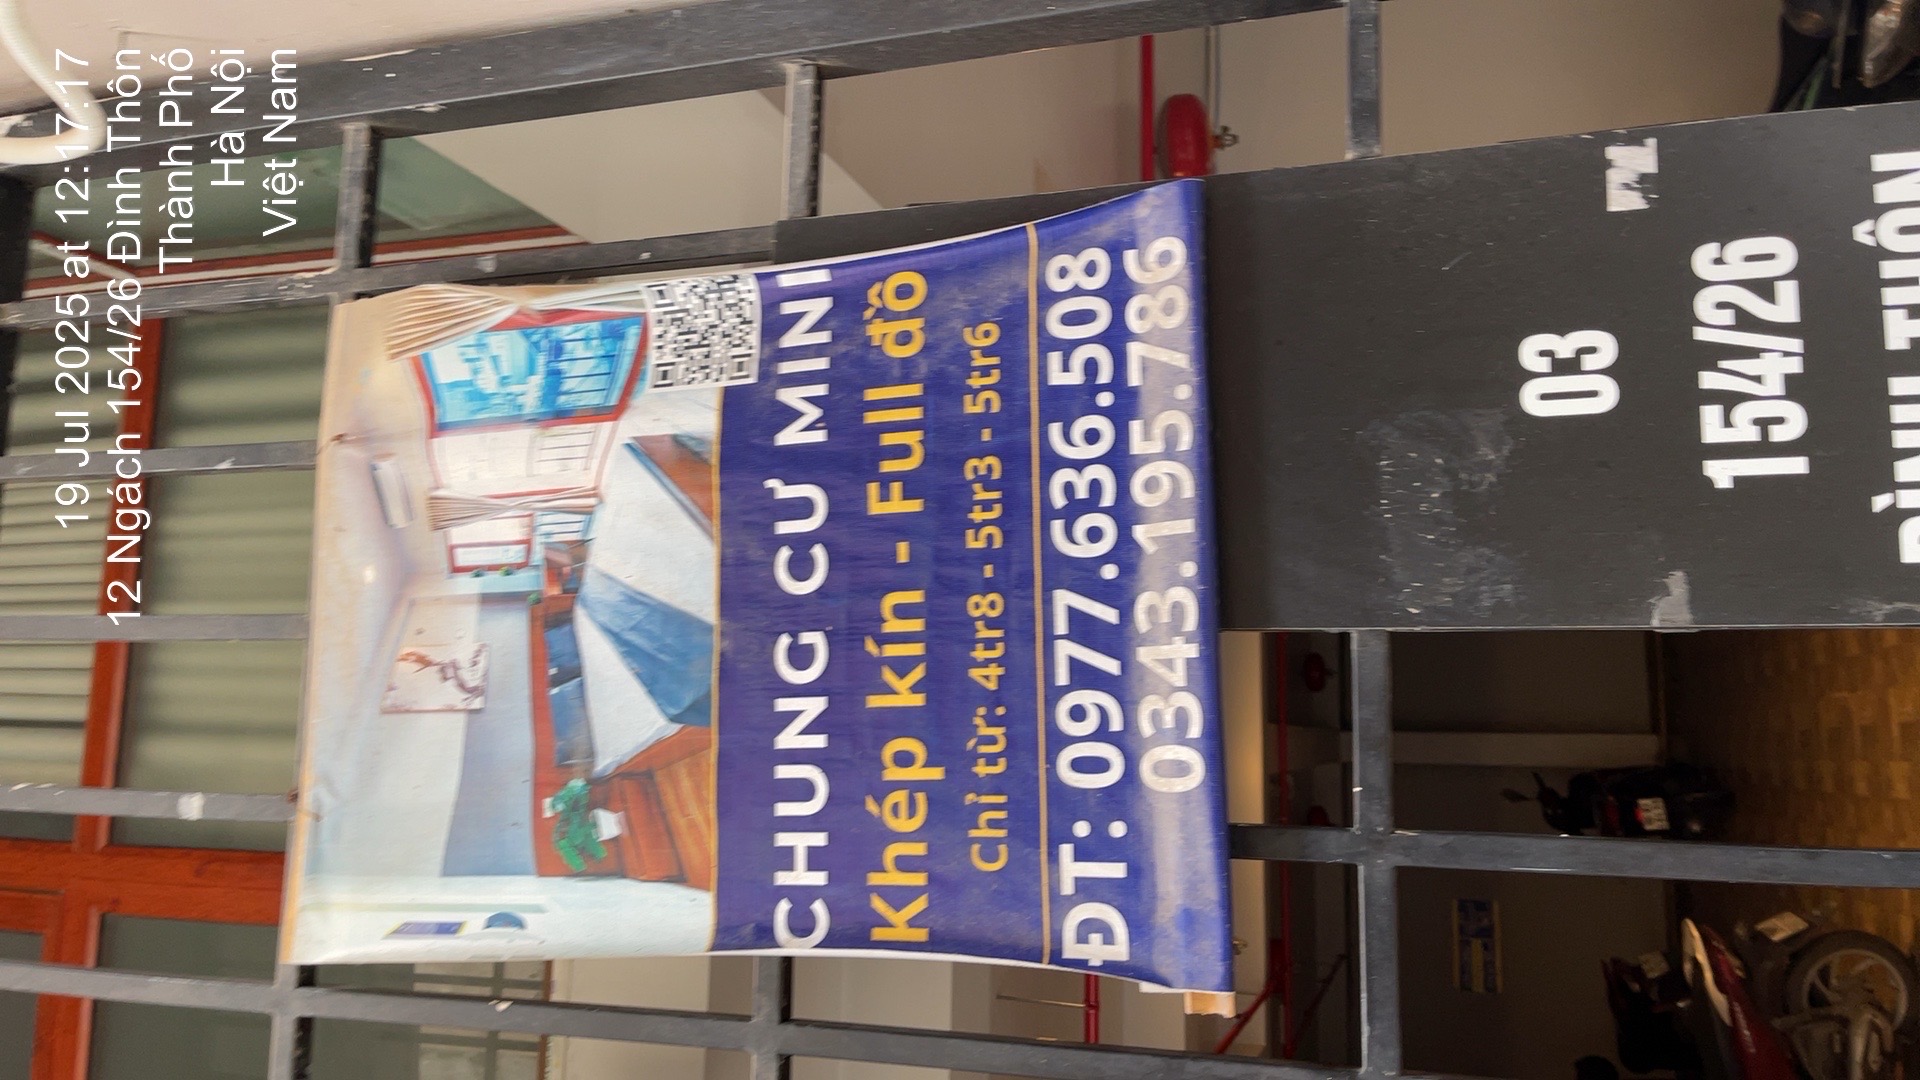 19 Jul 2025 at 12:17:17
12 Ngách 154/26 Đình Thôn
Thành Phố
Hà Nội
Việt Nam
CHUNG CƯ MINI
Khép kín - Full đồ
Chỉ từ: 4tr8 - 5tr3 - 5tr6
ĐT: 0977.636.508
0343.195.786
03
154/26
ĐÌNH THÔN